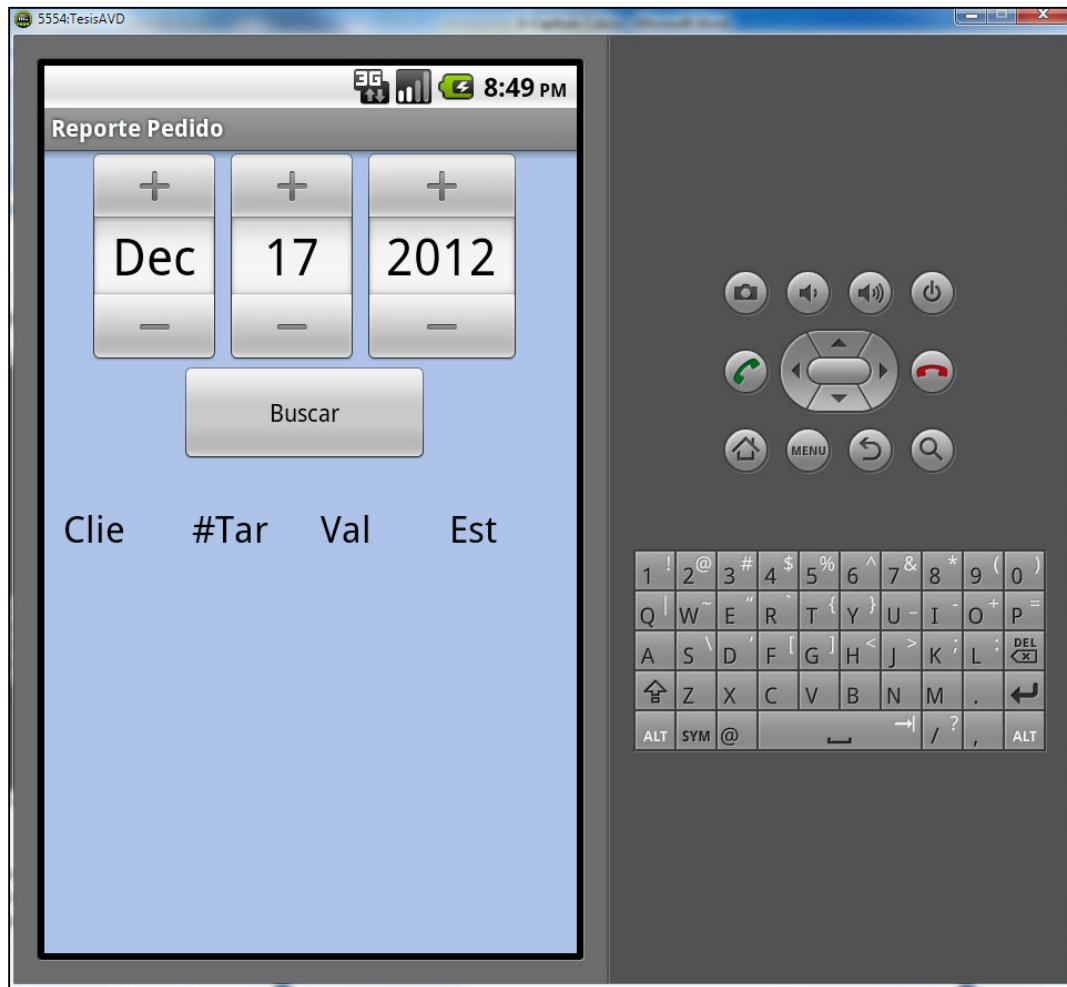 5554:TesisAVD
8:49 PM
Reporte Pedido
Dec 17 2012
Buscar
Clie #Tar Val Est
MENU
1 ! 2 @ 3 # 4 $ 5 % 6 ^ 7 & 8 * 9 ( 0 )
Q | W ~ E “ R ` T { Y } U _ I - O + P =
A S \ D ' F [ G ] H < J > K ; L : DEL
Z X C V B N M .
ALT SYM @ / ? , ALT